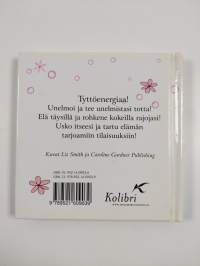 Tyttöenergiaa!
Unelmoi ja tee unelmistasi totta!
Elä täysillä ja rohkene kokeilla rajojasi!
Usko itseesi ja tartu elämän
tarjoamiin tilaisuuksiin!
Kuvat Liz Smith ja Caroline Gardner Publishing
Kolibri